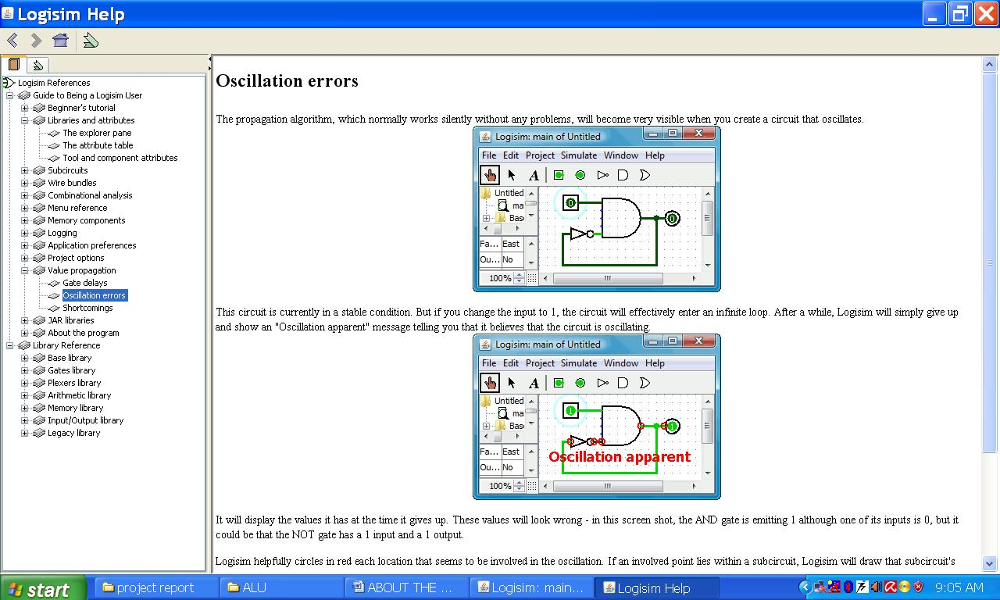 Logisim Help
Logisim References
Guide to Being a Logisim User
Beginner's tutorial
Libraries and attributes
The explorer pane
The attribute table
Tool and component attributes
Subcircuits
Wire bundles
Combinational analysis
Menu reference
Memory components
Logging
Application preferences
Project options
Value propagation
Gate delays
Oscillation errors
Shortcomings
JAR libraries
About the program
Library Reference
Base library
Gates library
Plexers library
Arithmetic library
Memory library
Input/Output library
Legacy library
Oscillation errors
The propagation algorithm, which normally works silently without any problems, will become very visible when you create a circuit that oscillates.
Logisim: main of Untitled
File Edit Project Simulate Window Help
A
Untitled
ma
Bas
0
0
Fa... East
Ou... No
100%
This circuit is currently in a stable condition. But if you change the input to 1, the circuit will effectively enter an infinite loop. After a while, Logisim will simply give up
and show an "Oscillation apparent" message telling you that it believes that the circuit is oscillating.
Logisim: main of Untitled
File Edit Project Simulate Window Help
A
Untitled
ma
Bas
1
1
Oscillation apparent
Fa... East
Ou... No
100%
It will display the values it has at the time it gives up. These values will look wrong - in this screen shot, the AND gate is emitting 1 although one of its inputs is 0, but it
could be that the NOT gate has a 1 input and a 1 output.
Logisim helpfully circles in red each location that seems to be involved in the oscillation. If an involved point lies within a subcircuit, Logisim will draw that subcircuit's
start
project report
ALU
ABOUT THE ...
Logisim: main...
Logisim Help
9:05 AM